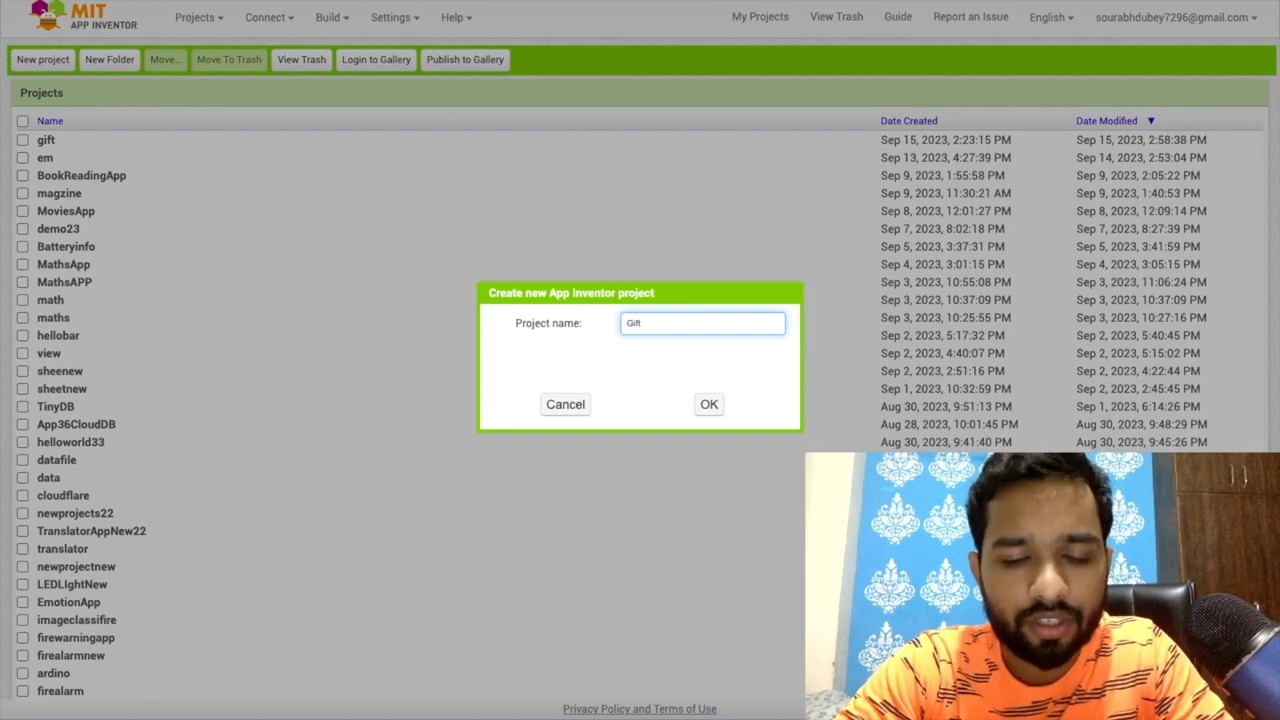 MIT
APP INVENTOR
Projects Connect Build Settings Help My Projects View Trash Guide Report an Issue English sourabhdubey7296@gmail.com
New project New Folder Move... Move To Trash View Trash Login to Gallery Publish to Gallery
Projects
Name Date Created Date Modified
gift Sep 15, 2023, 2:23:15 PM Sep 15, 2023, 2:58:38 PM
em Sep 13, 2023, 4:27:39 PM Sep 14, 2023, 2:53:04 PM
BookReadingApp Sep 9, 2023, 1:55:58 PM Sep 9, 2023, 2:05:22 PM
magzine Sep 9, 2023, 11:30:21 AM Sep 9, 2023, 1:40:53 PM
MoviesApp Sep 8, 2023, 12:01:27 PM Sep 8, 2023, 12:09:14 PM
demo23 Sep 7, 2023, 8:02:18 PM Sep 7, 2023, 8:27:39 PM
Batteryinfo Sep 5, 2023, 3:37:31 PM Sep 5, 2023, 3:41:59 PM
MathsApp Sep 4, 2023, 3:01:15 PM Sep 4, 2023, 3:05:15 PM
MathsAPP Sep 3, 2023, 10:55:08 PM Sep 3, 2023, 11:06:24 PM
math Sep 3, 2023, 10:37:09 PM Sep 3, 2023, 10:37:09 PM
maths Sep 3, 2023, 10:25:55 PM Sep 3, 2023, 10:27:16 PM
hellobar Sep 2, 2023, 5:17:32 PM Sep 2, 2023, 5:40:45 PM
view Sep 2, 2023, 4:40:07 PM Sep 2, 2023, 5:15:02 PM
sheenew Sep 2, 2023, 2:51:16 PM Sep 2, 2023, 4:22:44 PM
sheetnew Sep 1, 2023, 10:32:59 PM Sep 2, 2023, 2:45:45 PM
TinyDB Aug 30, 2023, 9:51:13 PM Sep 1, 2023, 6:14:26 PM
App36CloudDB Aug 28, 2023, 10:01:45 PM Aug 30, 2023, 9:48:29 PM
helloworld33 Aug 30, 2023, 9:41:40 PM Aug 30, 2023, 9:45:26 PM
datafile
data
cloudflare
newprojects22
TranslatorAppNew22
translator
newprojectnew
LEDLIghtNew
EmotionApp
imageclassifire
firewarningapp
firealarmnew
ardino
firealarm
Create new App Inventor project
Project name: Gift
Cancel OK
Privacy Policy and Terms of Use